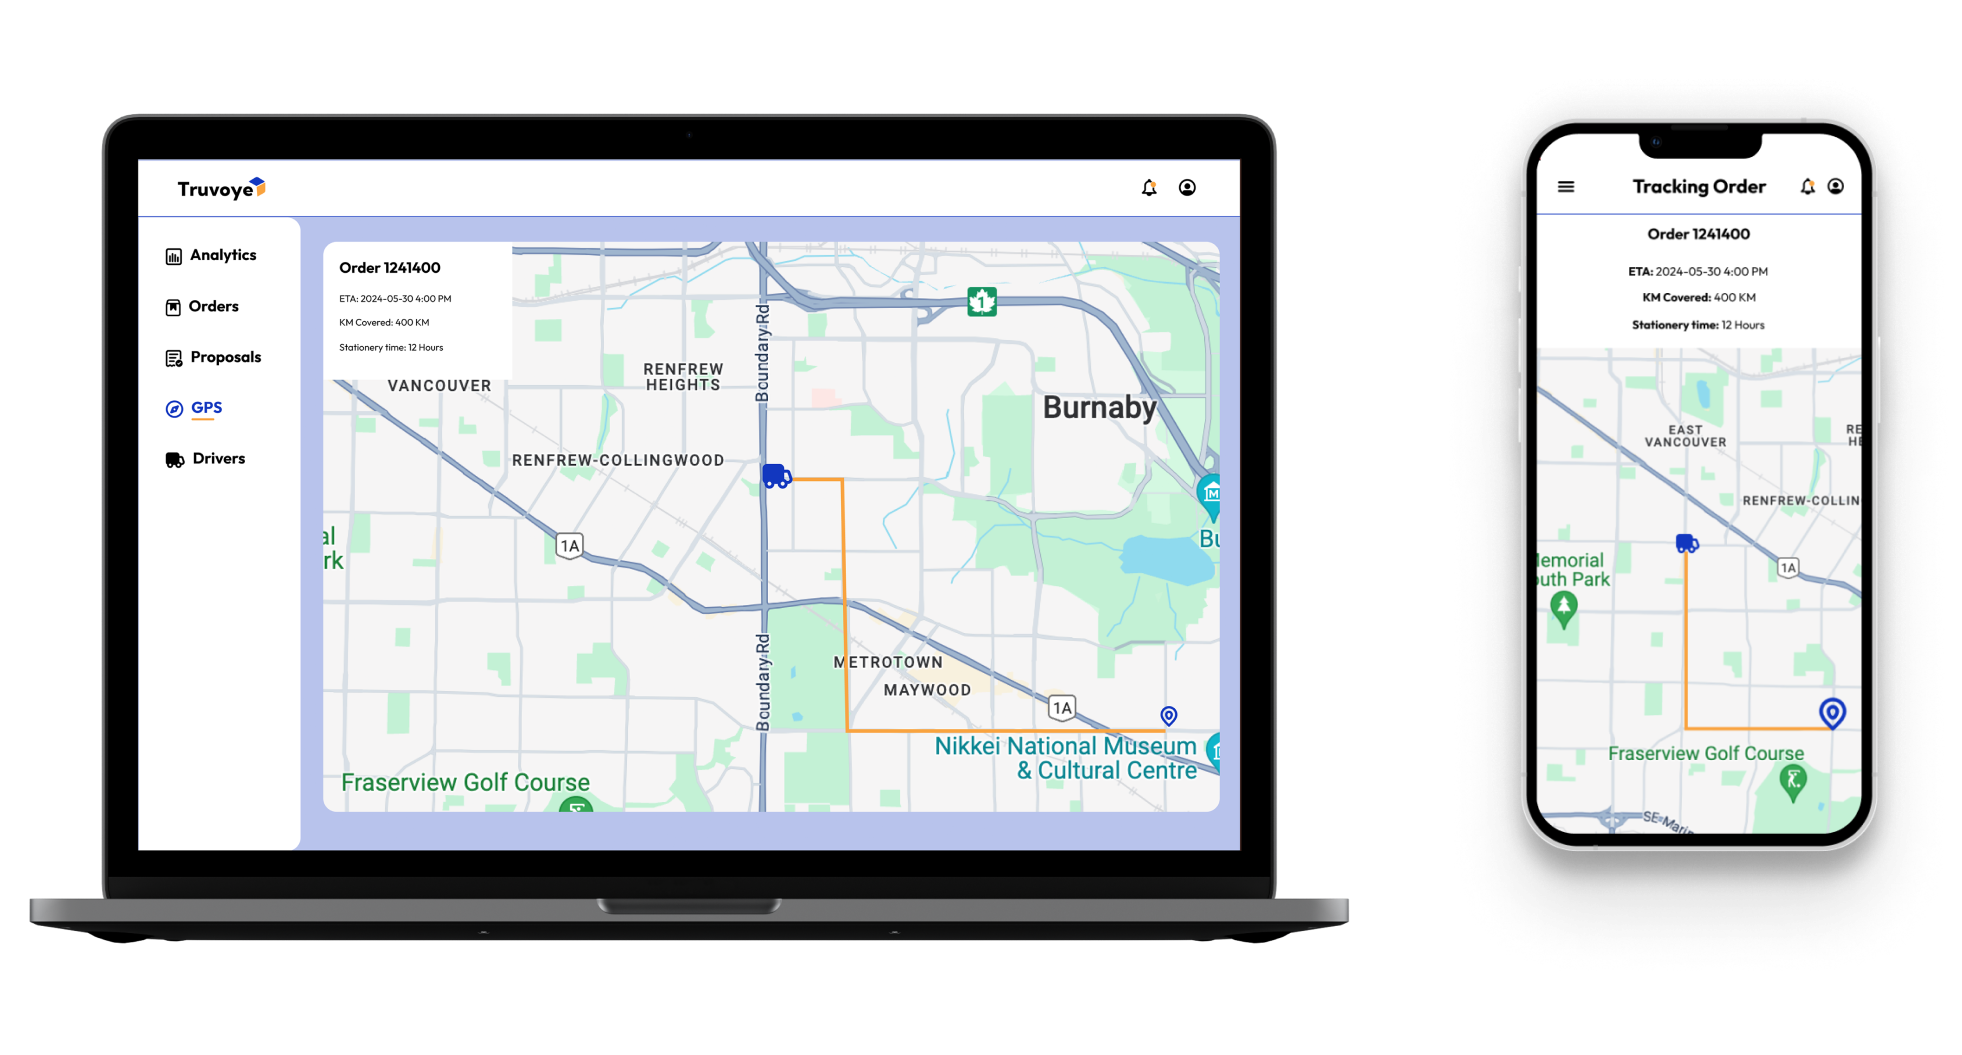 Truvoye
Analytics
Orders
Proposals
GPS
Drivers
Order 1241400
ETA: 2024-05-30 4:00 PM
KM Covered: 400 KM
Stationery time: 12 Hours
VANCOUVER
RENFREW
HEIGHTS
Boundary Rd
1
Burnaby
RENFREW-COLLINGWOOD
M
Bu
al
rk
1A
Boundary Rd
METROTOWN
MAYWOOD
1A
Nikkei National Museum
& Cultural Centre
Fraserview Golf Course
Tracking Order
Order 1241400
ETA: 2024-05-30 4:00 PM
KM Covered: 400 KM
Stationery time: 12 Hours
EAST
VANCOUVER
RE
HE
RENFREW-COLLIN
1A
Memorial
outh Park
Fraserview Golf Course
SE-Marin